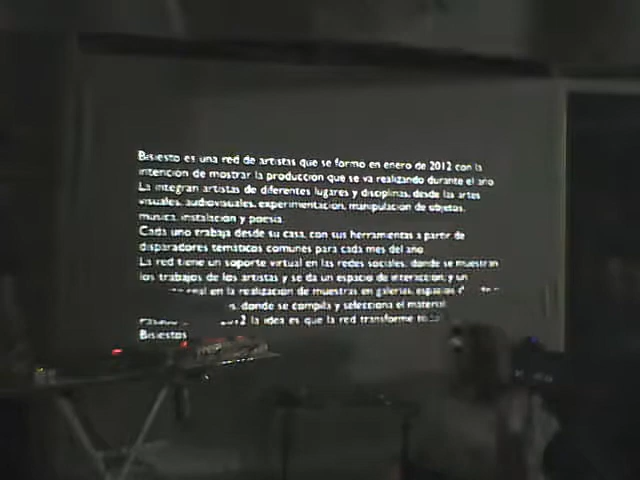 Bisiesto es una red de artistas que se formo en enero de 2012 con la
intencion de mostrar la produccion que se va realizando durante el año
La integran artistas de diferentes lugares y disciplinas, desde las artes
visuales, audiovisuales, experimentacion, manipulacion de objetos,
musica, instalacion y poesia.
Cada uno trabaja desde su casa, con sus herramientas a partir de
disparadores tematicos comunes para cada mes del año
La red tiene un soporte virtual en las redes sociales, donde se muestran
los trabajos de los artistas y se da un espacio de interaccion, y un
en la realizacion de muestras en galerias, espacios
donde se compila y selecciona el material
la idea es que la red transforme
Bisiestos